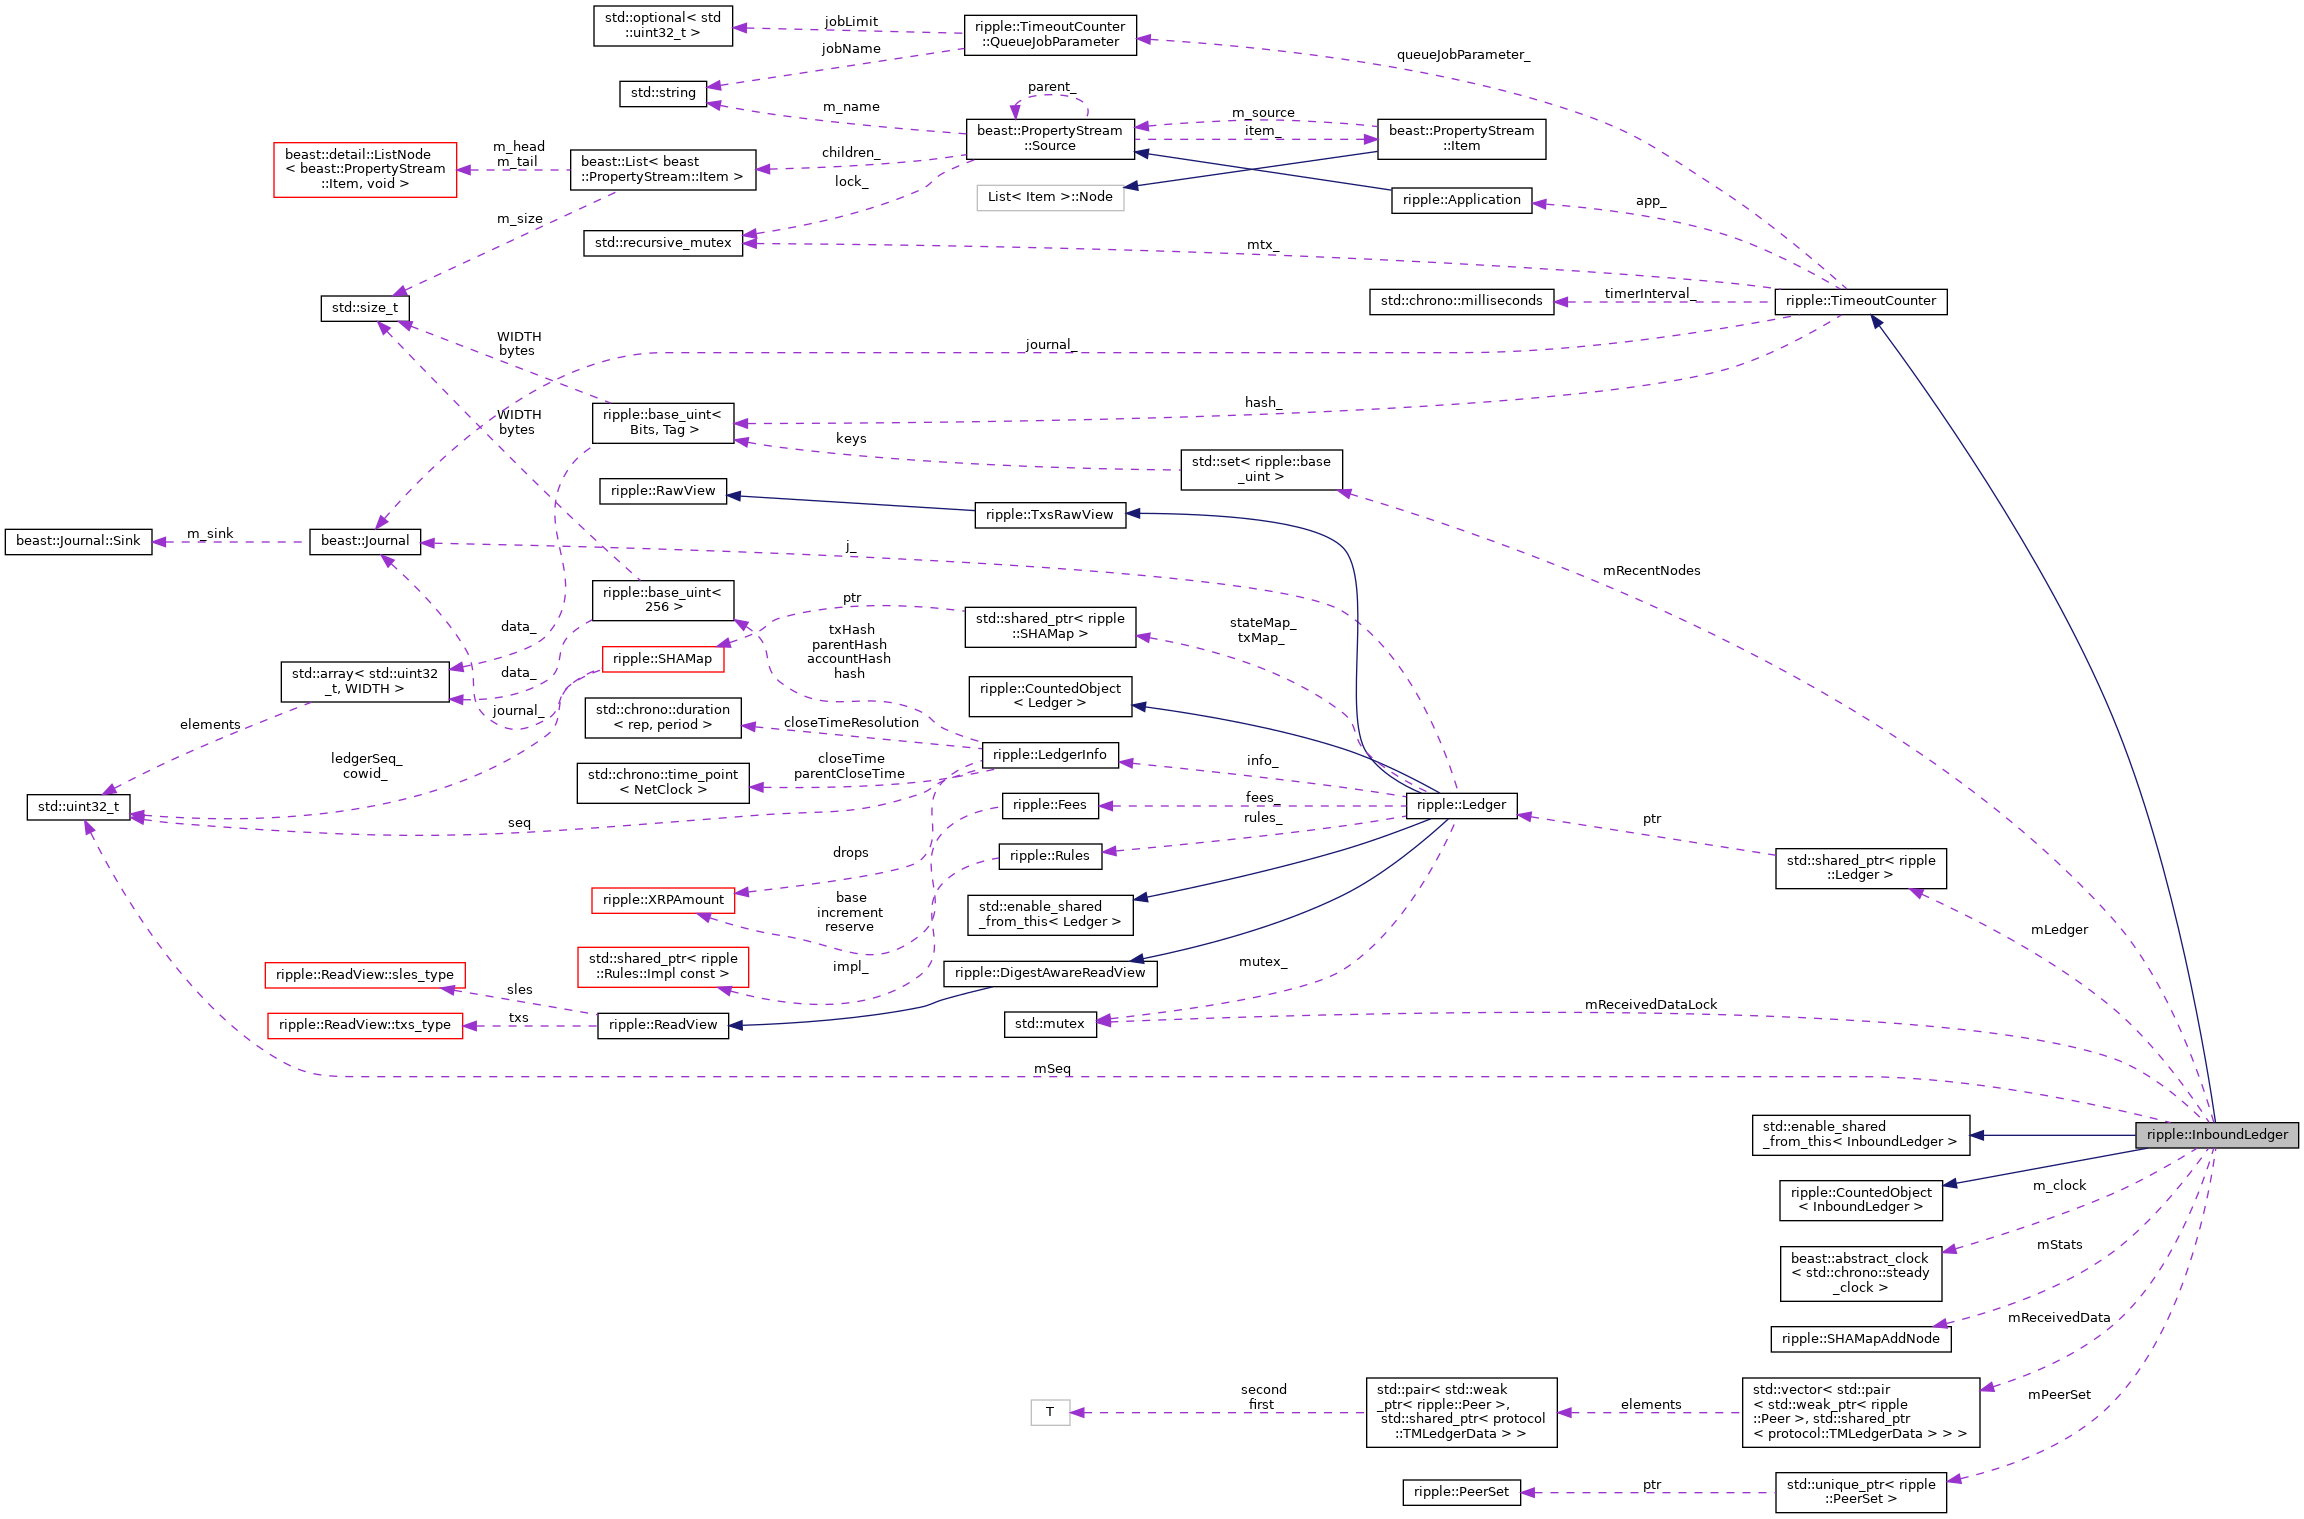 std::optional< std
::uint32_t >
jobLimit
ripple::TimeoutCounter
::QueueJobParameter
jobName
queueJobParameter_
std::string
parent_
m_name
beast::PropertyStream
::Source
m_source
item_
beast::PropertyStream
::Item
beast::detail::ListNode
< beast::PropertyStream
::Item, void >
m_head
m_tail
beast::List< beast
::PropertyStream::Item >
children_
lock_
List< Item >::Node
ripple::Application
app_
m_size
std::recursive_mutex
mtx_
std::size_t
std::chrono::milliseconds
timerInterval_
ripple::TimeoutCounter
WIDTH
bytes
journal_
ripple::base_uint<
Bits, Tag >
hash_
WIDTH
bytes
keys
std::set< ripple::base
_uint >
ripple::RawView
ripple::TxsRawView
beast::Journal::Sink
m_sink
beast::Journal
j_
mRecentNodes
ripple::base_uint<
256 >
ptr
std::shared_ptr< ripple
::SHAMap >
stateMap_
txMap_
data_
txHash
parentHash
accountHash
hash
ripple::SHAMap
std::array< std::uint32
_t, WIDTH >
data_
journal_
ripple::CountedObject
< Ledger >
std::chrono::duration
< rep, period >
closeTimeResolution
elements
ripple::LedgerInfo
info_
ledgerSeq_
cowid_
std::chrono::time_point
< NetClock >
closeTime
parentCloseTime
std::uint32_t
seq
ripple::Fees
fees_
ripple::Ledger
rules_
ptr
drops
ripple::Rules
std::shared_ptr< ripple
::Ledger >
ripple::XRPAmount
base
increment
reserve
std::enable_shared
_from_this< Ledger >
mLedger
std::shared_ptr< ripple
::Rules::Impl const >
impl_
ripple::DigestAwareReadView
mutex_
ripple::ReadView::sles_type
sles
mReceivedDataLock
ripple::ReadView::txs_type
txs
ripple::ReadView
std::mutex
mSeq
std::enable_shared
_from_this< InboundLedger >
ripple::InboundLedger
ripple::CountedObject
< InboundLedger >
m_clock
beast::abstract_clock
< std::chrono::steady
_clock >
mStats
ripple::SHAMapAddNode
mReceivedData
T
second
first
std::pair< std::weak
_ptr< ripple::Peer >,
std::shared_ptr< protocol
::TMLedgerData > >
elements
std::vector< std::pair
< std::weak_ptr< ripple
::Peer >, std::shared_ptr
< protocol::TMLedgerData > > >
mPeerSet
ripple::PeerSet
ptr
std::unique_ptr< ripple
::PeerSet >